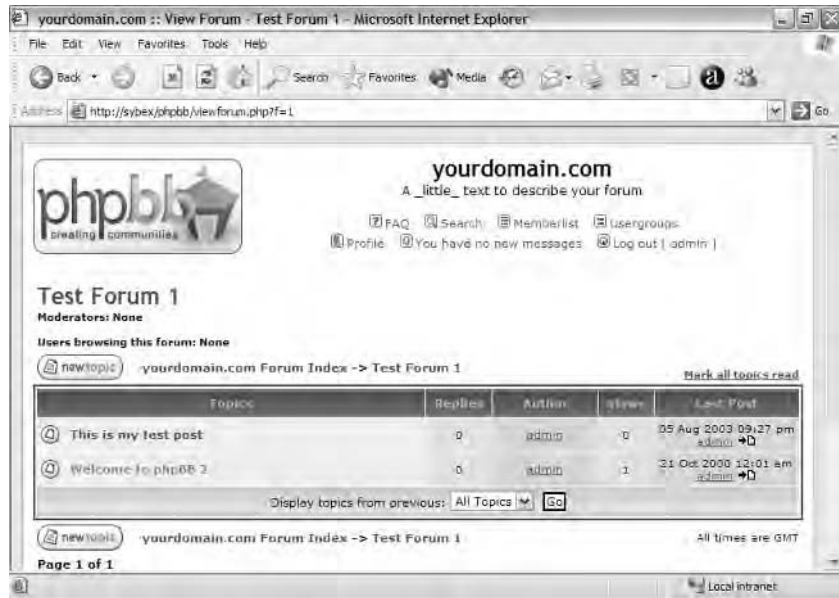 yourdomain.com :: View Forum - Test Forum 1 - Microsoft Internet Explorer
File Edit View Favorites Tools Help
Back Search Favorites Media
Address http://sybex/phpbb/viewforum.php?f=1 Go
phpbb
creating communities
yourdomain.com
A _little_ text to describe your forum
FAQ Search Memberlist Usergroups
Profile You have no new messages Log out [ admin ]
Test Forum 1
Moderators: None
Users browsing this forum: None
newtopic yourdomain.com Forum Index -> Test Forum 1
Mark all topics read
Topics Replies Author Views Last Post
This is my test post 0 admin 0 05 Aug 2003 09:27 pm
admin
Welcome to phpBB 2 0 admin 1 21 Oct 2000 12:01 am
admin
Display topics from previous: All Topics Go
newtopic yourdomain.com Forum Index -> Test Forum 1 All times are GMT
Page 1 of 1
Local intranet